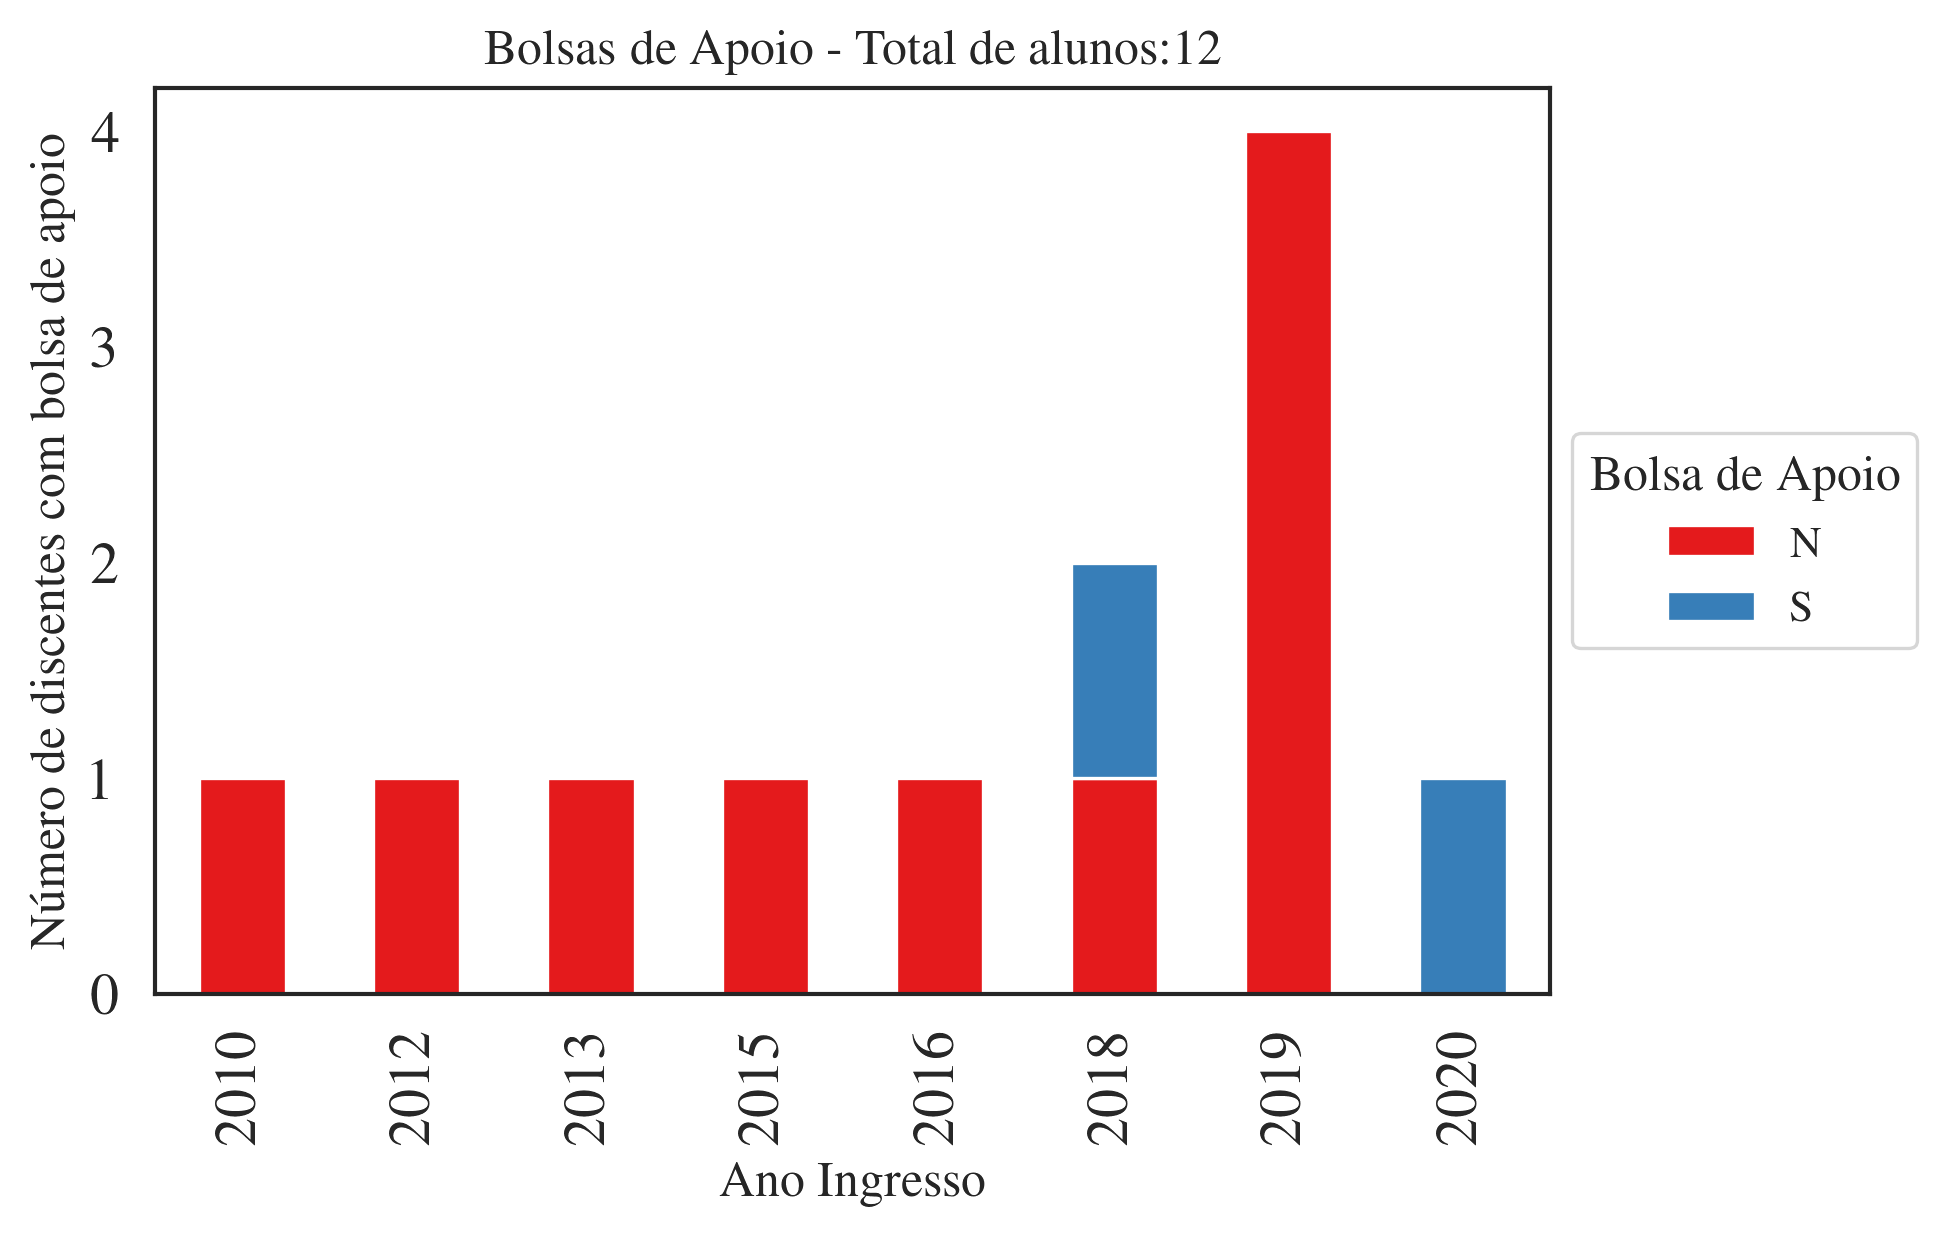 Bolsas de Apoio - Total de alunos:12
Número de discentes com bolsa de apoio
4
3
2
1
0
2010
2012
2013
2015
2016
2018
2019
2020
Ano Ingresso
Bolsa de Apoio
N
S